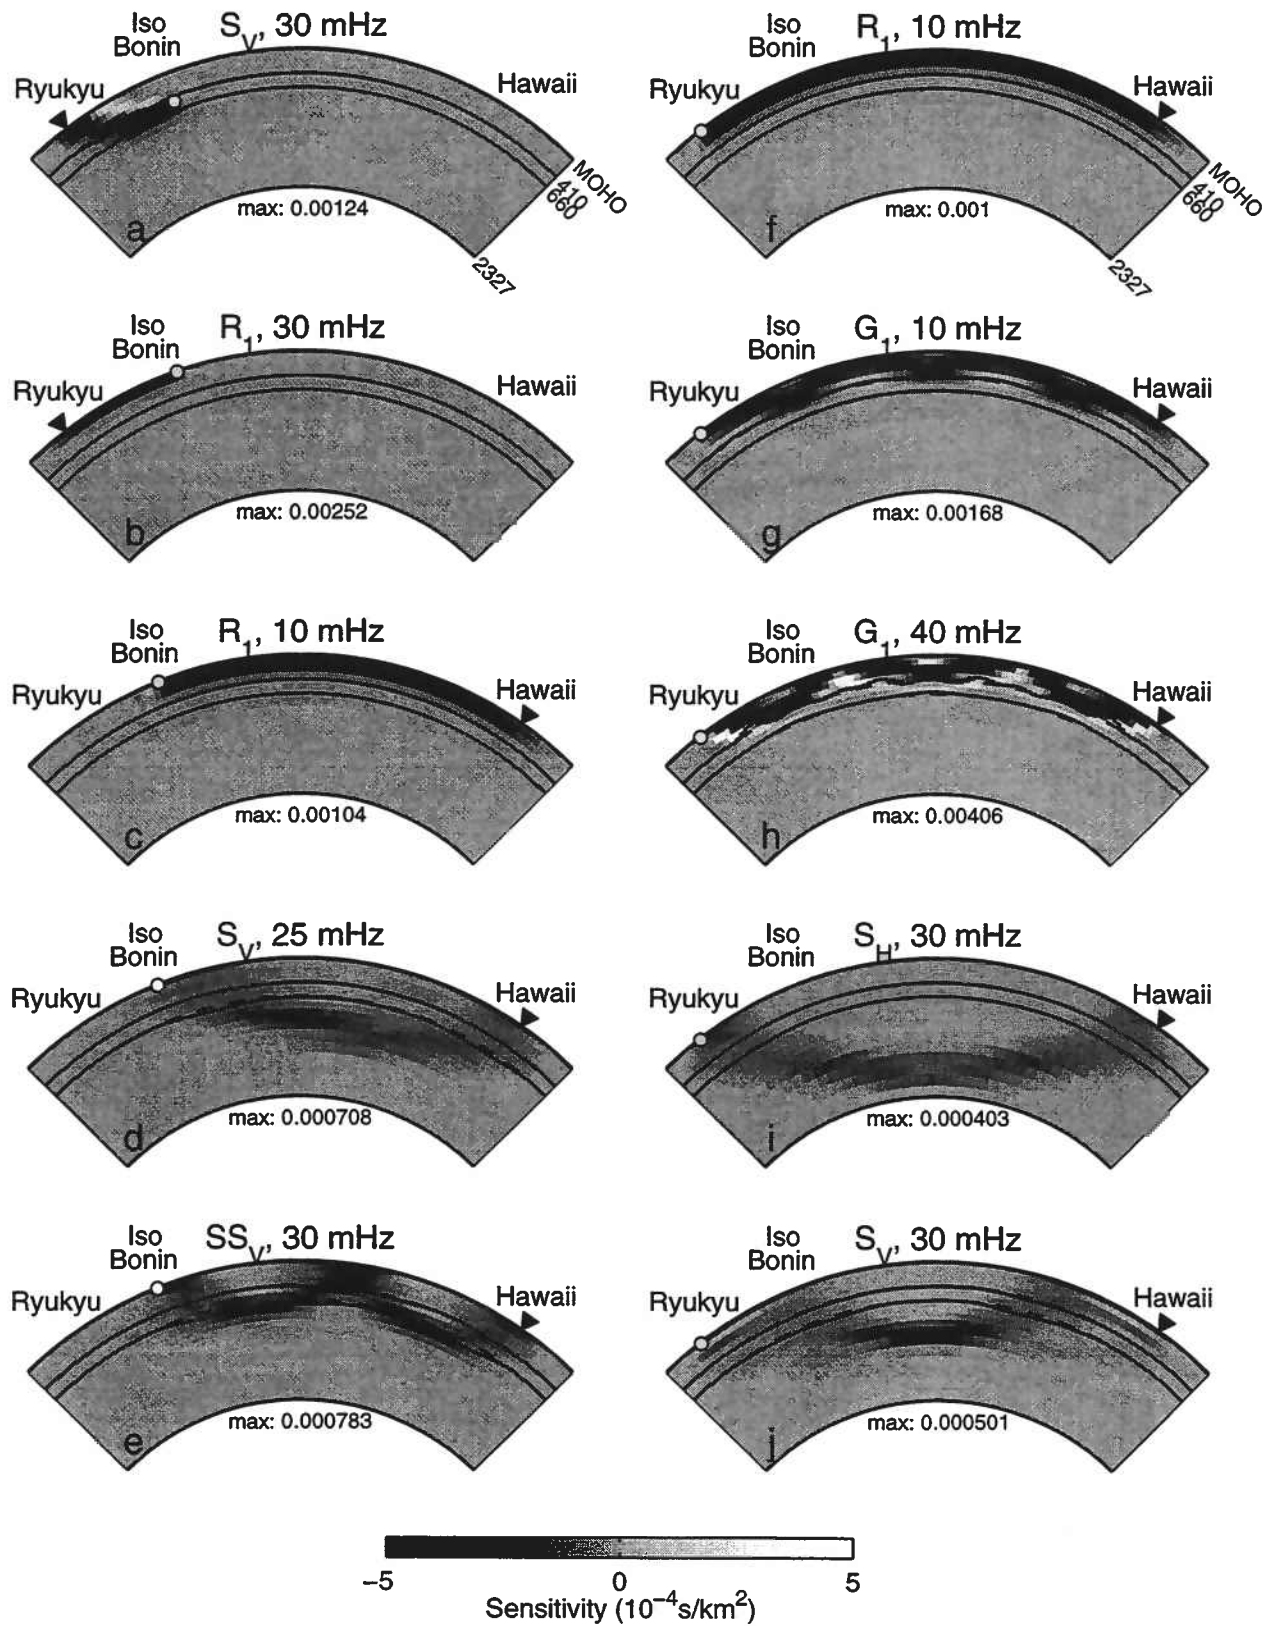 Iso
Bonin
S_V, 30 mHz
Ryukyu
Hawaii
MOHO
410
660
2327
max: 0.00124
a
Iso
Bonin
R_1, 10 mHz
Ryukyu
Hawaii
MOHO
410
660
2327
max: 0.001
f
Iso
Bonin
R_1, 30 mHz
Ryukyu
Hawaii
max: 0.00252
b
Iso
Bonin
G_1, 10 mHz
Ryukyu
Hawaii
max: 0.00168
g
Iso
Bonin
R_1, 10 mHz
Ryukyu
Hawaii
max: 0.00104
c
Iso
Bonin
G_1, 40 mHz
Ryukyu
Hawaii
max: 0.00406
h
Iso
Bonin
S_V, 25 mHz
Ryukyu
Hawaii
max: 0.000708
d
Iso
Bonin
S_H, 30 mHz
Ryukyu
Hawaii
max: 0.000403
i
Iso
Bonin
SS_V, 30 mHz
Ryukyu
Hawaii
max: 0.000783
e
Iso
Bonin
S_V, 30 mHz
Ryukyu
Hawaii
max: 0.000501
j
−5 0 5
Sensitivity (10⁻⁴s/km²)